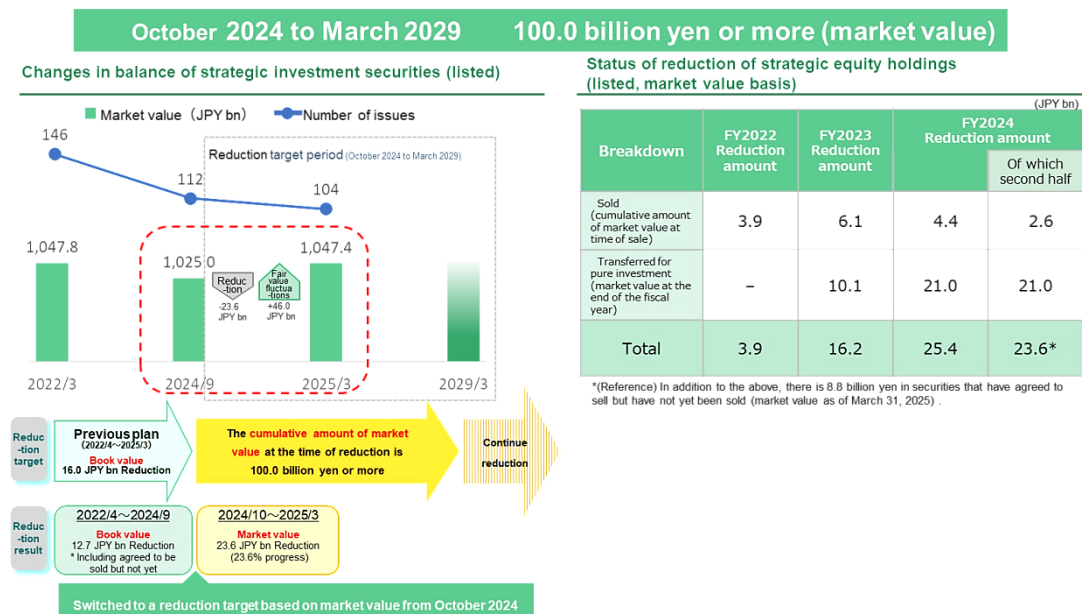 October 2024 to March 2029 100.0 billion yen or more (market value)
Changes in balance of strategic investment securities (listed)
Market value（JPY bn） Number of issues
146
112
104
Reduction target period (October 2024 to March 2029)
1,047.8
1,025.0
1,047.4
Reduc
-tion
-23.6
JPY bn
Fair
value
fluctua
-tions
+46.0
JPY bn
2022/3 2024/9 2025/3 2029/3
Status of reduction of strategic equity holdings
(listed, market value basis)
(JPY bn)
Breakdown
FY2022
Reduction
amount
FY2023
Reduction
amount
FY2024
Reduction amount
Of which
second half
Sold
(cumulative amount
of market value at
time of sale)
3.9 6.1 4.4 2.6
Transferred for
pure investment
(market value at the
end of the fiscal
year)
– 10.1 21.0 21.0
Total 3.9 16.2 25.4 23.6*
*(Reference) In addition to the above, there is 8.8 billion yen in securities that have agreed to
sell but have not yet been sold (market value as of March 31, 2025) .
Reduc
-tion
target
Previous plan
(2022/4～2025/3)
Book value
16.0 JPY bn Reduction
The cumulative amount of market
value at the time of reduction is
100.0 billion yen or more
Continue
reduction
Reduc
-tion
result
2022/4～2024/9
Book value
12.7 JPY bn Reduction
* Including agreed to be
sold but not yet
2024/10～2025/3
Market value
23.6 JPY bn Reduction
(23.6% progress)
Switched to a reduction target based on market value from October 2024